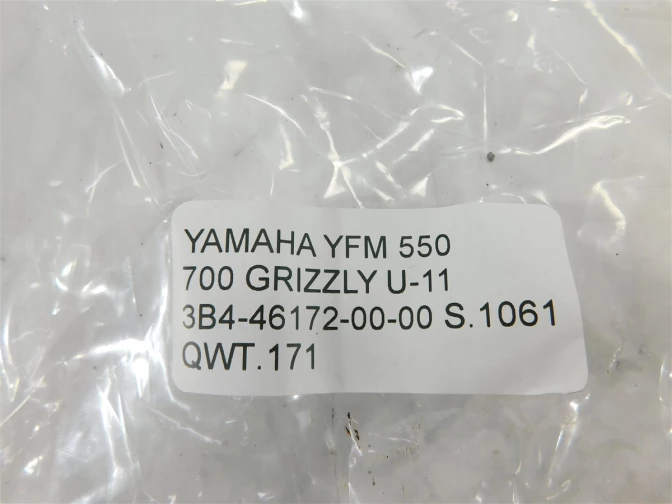 YAMAHA YFM 550
700 GRIZZLY U-11
3B4-46172-00-00 S.1061
QWT.171